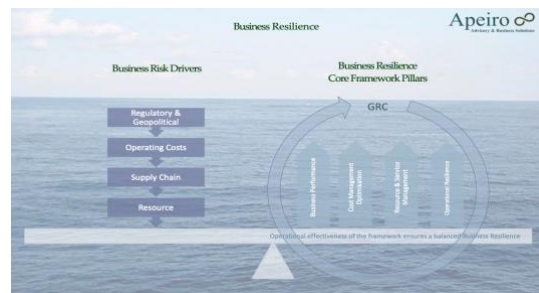 Business Resilience
Apeiro
Advisory & Business Solutions
Business Risk Drivers
Regulatory &
Geopolitical
Operating Costs
Supply Chain
Resource
Business Resilience
Core Framework Pillars
GRC
Business Performance
Cost Management
Optimisation
Resource & Service
Management
Operational Resilience
Operational effectiveness of the framework ensures a balanced Business Resilience